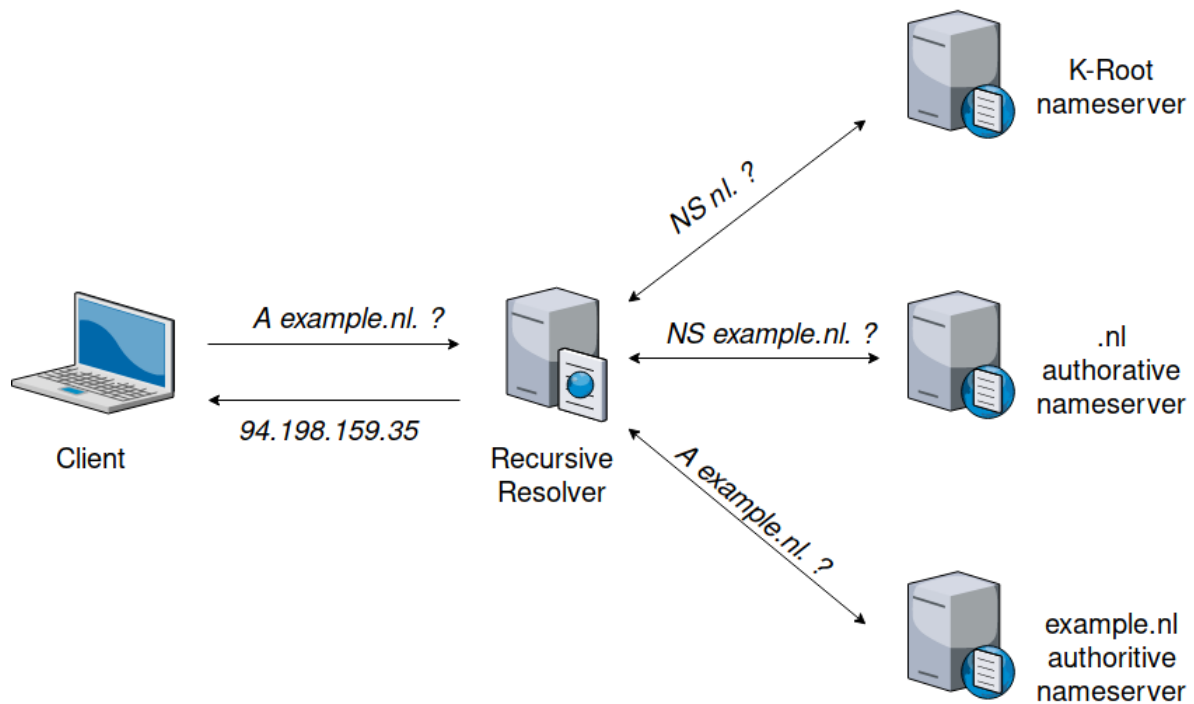 K-Root
nameserver
NS nl. ?
A example.nl. ?
NS example.nl. ?
.nl
authorative
nameserver
94.198.159.35
Client
Recursive
Resolver
A example.nl. ?
example.nl
authoritive
nameserver